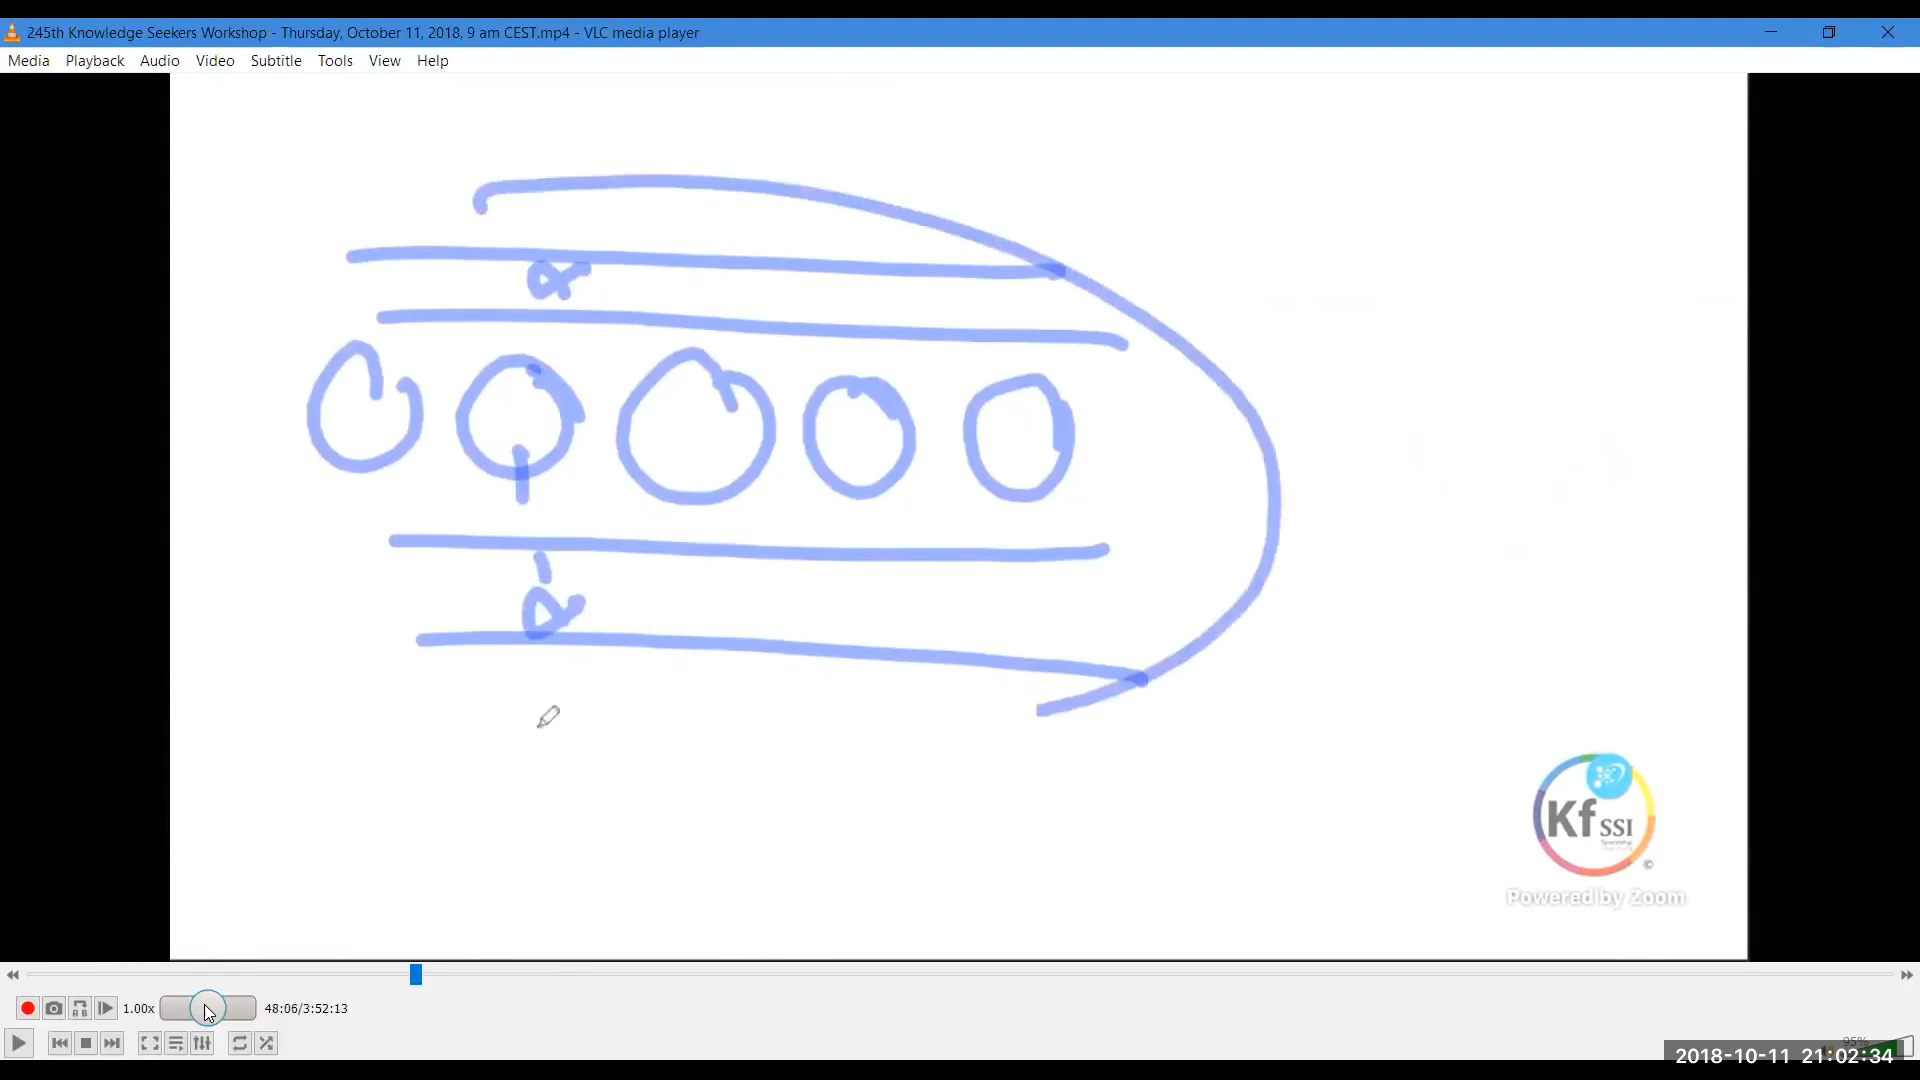 245th Knowledge Seekers Workshop - Thursday, October 11, 2018, 9 am CEST.mp4 - VLC media player
Media Playback Audio Video Subtitle Tools View Help
Kf SSI
©
Powered by Zoom
1.00x 48:06/3:52:13
95%
2018-10-11 21:02:34